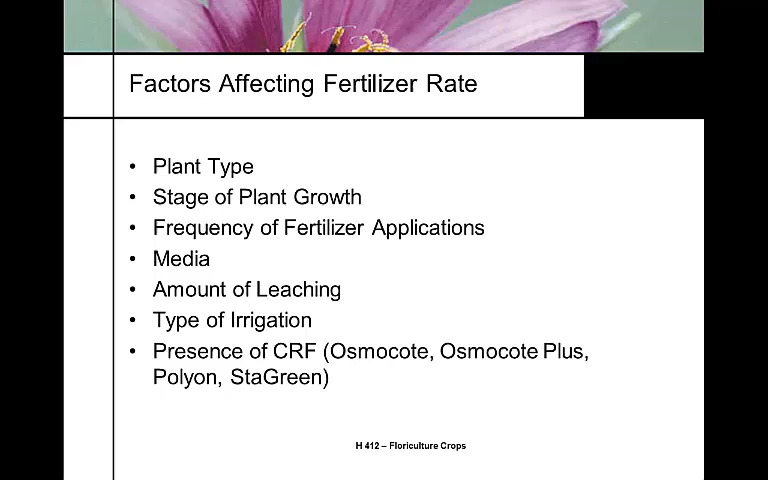 Factors Affecting Fertilizer Rate
• Plant Type
• Stage of Plant Growth
• Frequency of Fertilizer Applications
• Media
• Amount of Leaching
• Type of Irrigation
• Presence of CRF (Osmocote, Osmocote Plus,
Polyon, StaGreen)
H 412 – Floriculture Crops